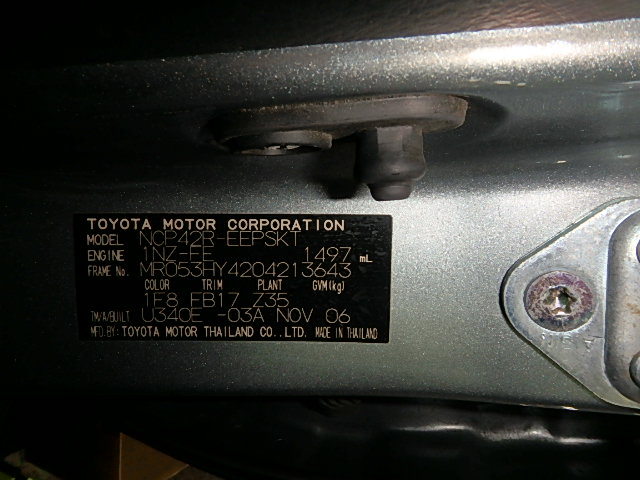 TOYOTA MOTOR CORPORATION
MODEL NCP42R-EEPSKT
ENGINE 1NZ-FE 1497 mL
FRAME No. MR053HY4204213643
COLOR TRIM PLANT GVM(kg)
1F8 FB17 Z35
TM/A/BUILT U340E -03A NOV 06
MFD.BY: TOYOTA MOTOR THAILAND CO.,LTD. MADE IN THAILAND